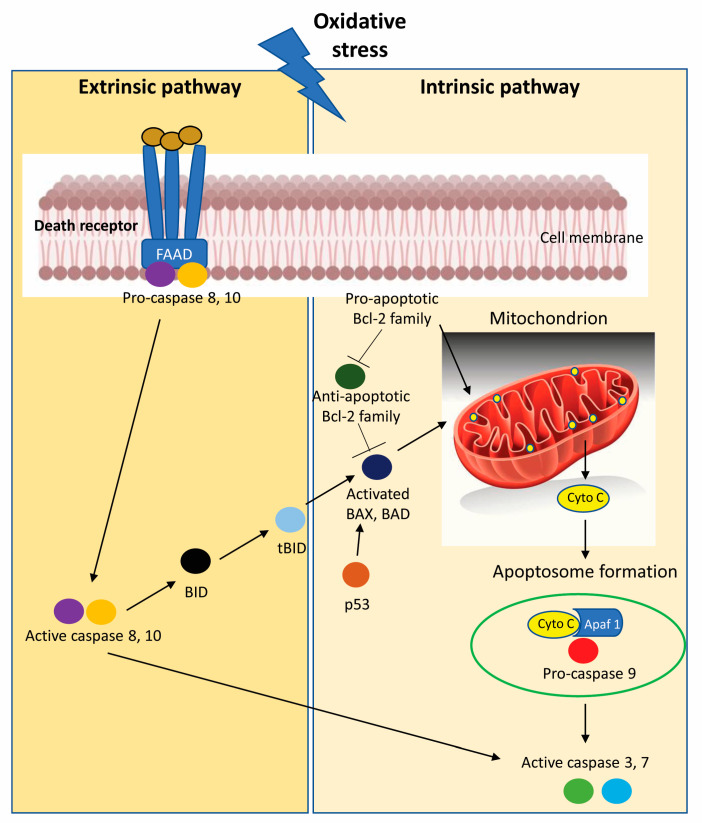 Oxidative
stress
Extrinsic pathway
Intrinsic pathway
Death receptor
FAAD
Cell membrane
Pro-caspase 8, 10
Pro-apoptotic
Bcl-2 family
Mitochondrion
Anti-apoptotic
Bcl-2 family
Activated
BAX, BAD
Cyto C
tBID
BID
p53
Apoptosome formation
Active caspase 8, 10
Cyto C
Apaf 1
Pro-caspase 9
Active caspase 3, 7